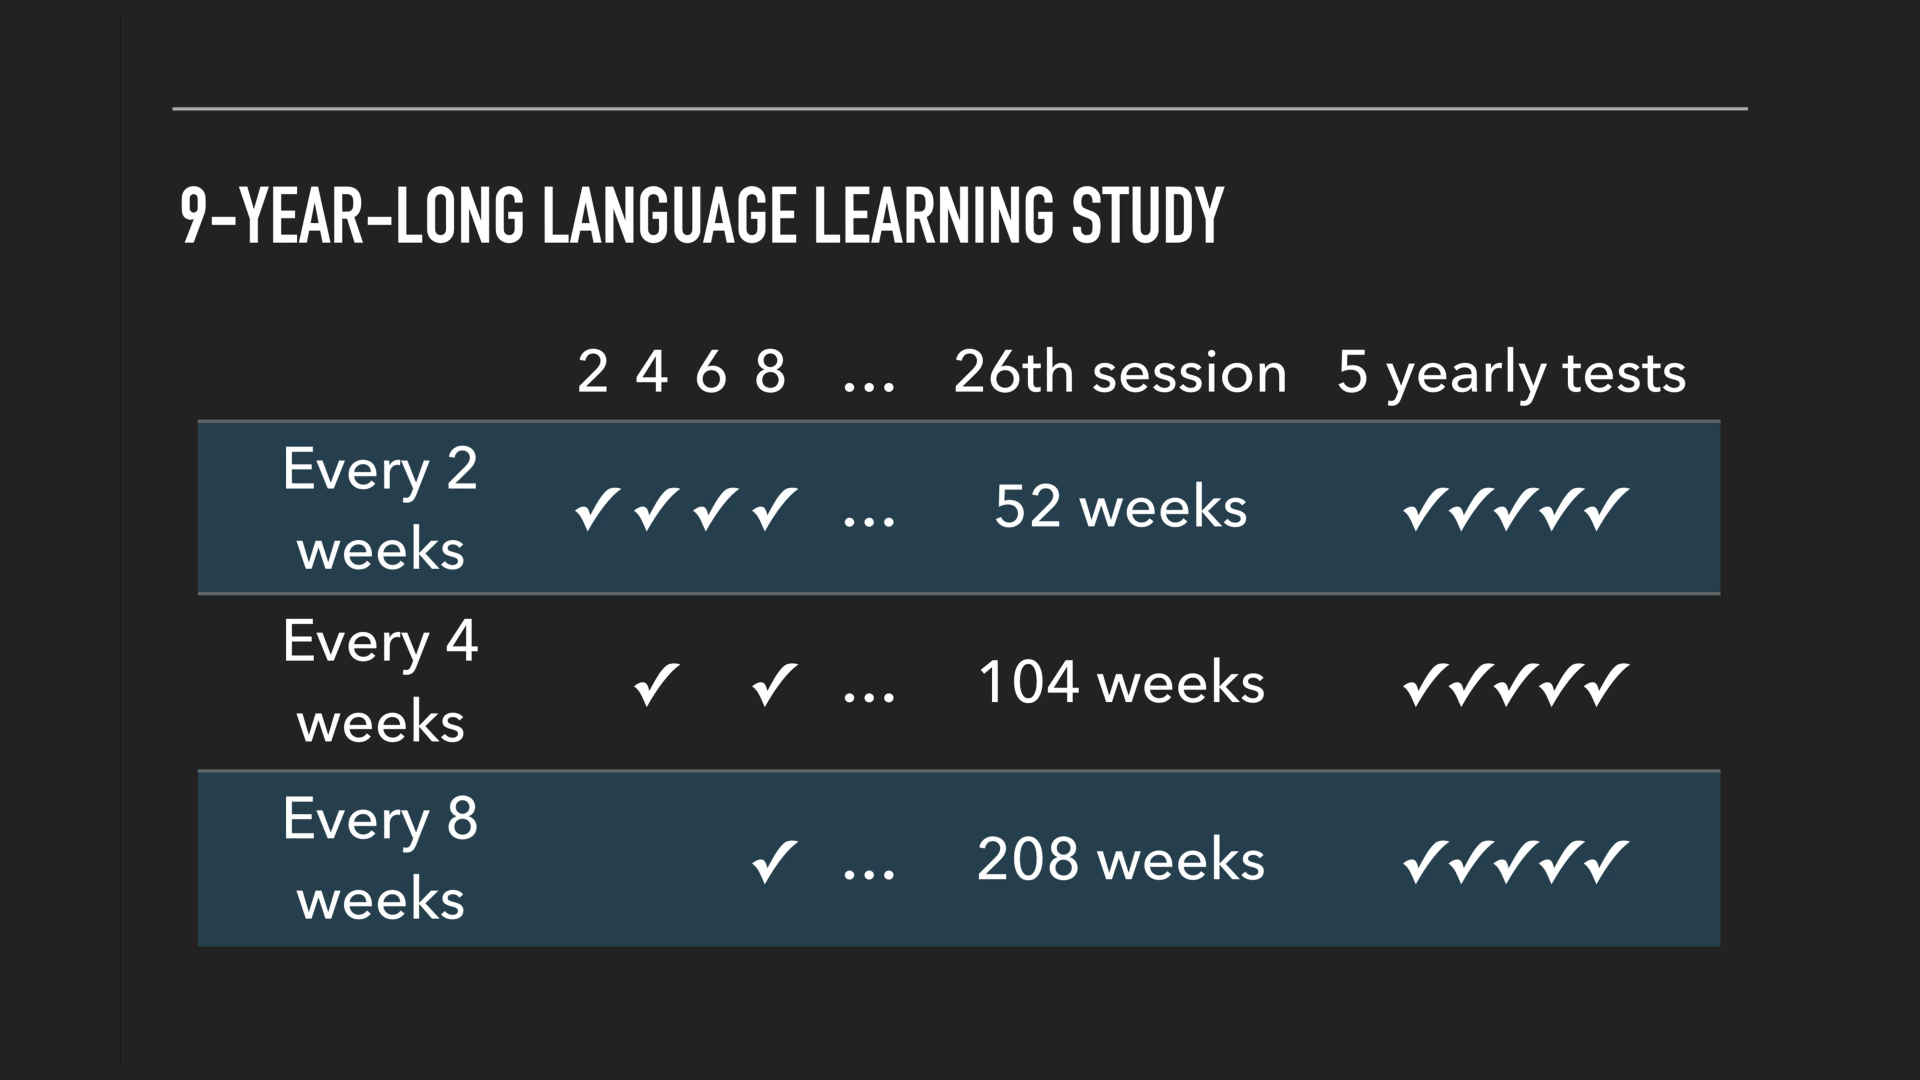 9-YEAR-LONG LANGUAGE LEARNING STUDY
2 4 6 8 ... 26th session 5 yearly tests
Every 2 weeks ✓ ✓ ✓ ✓ ... 52 weeks ✓✓✓✓✓
Every 4 weeks ✓ ✓ ... 104 weeks ✓✓✓✓✓
Every 8 weeks ✓ ... 208 weeks ✓✓✓✓✓